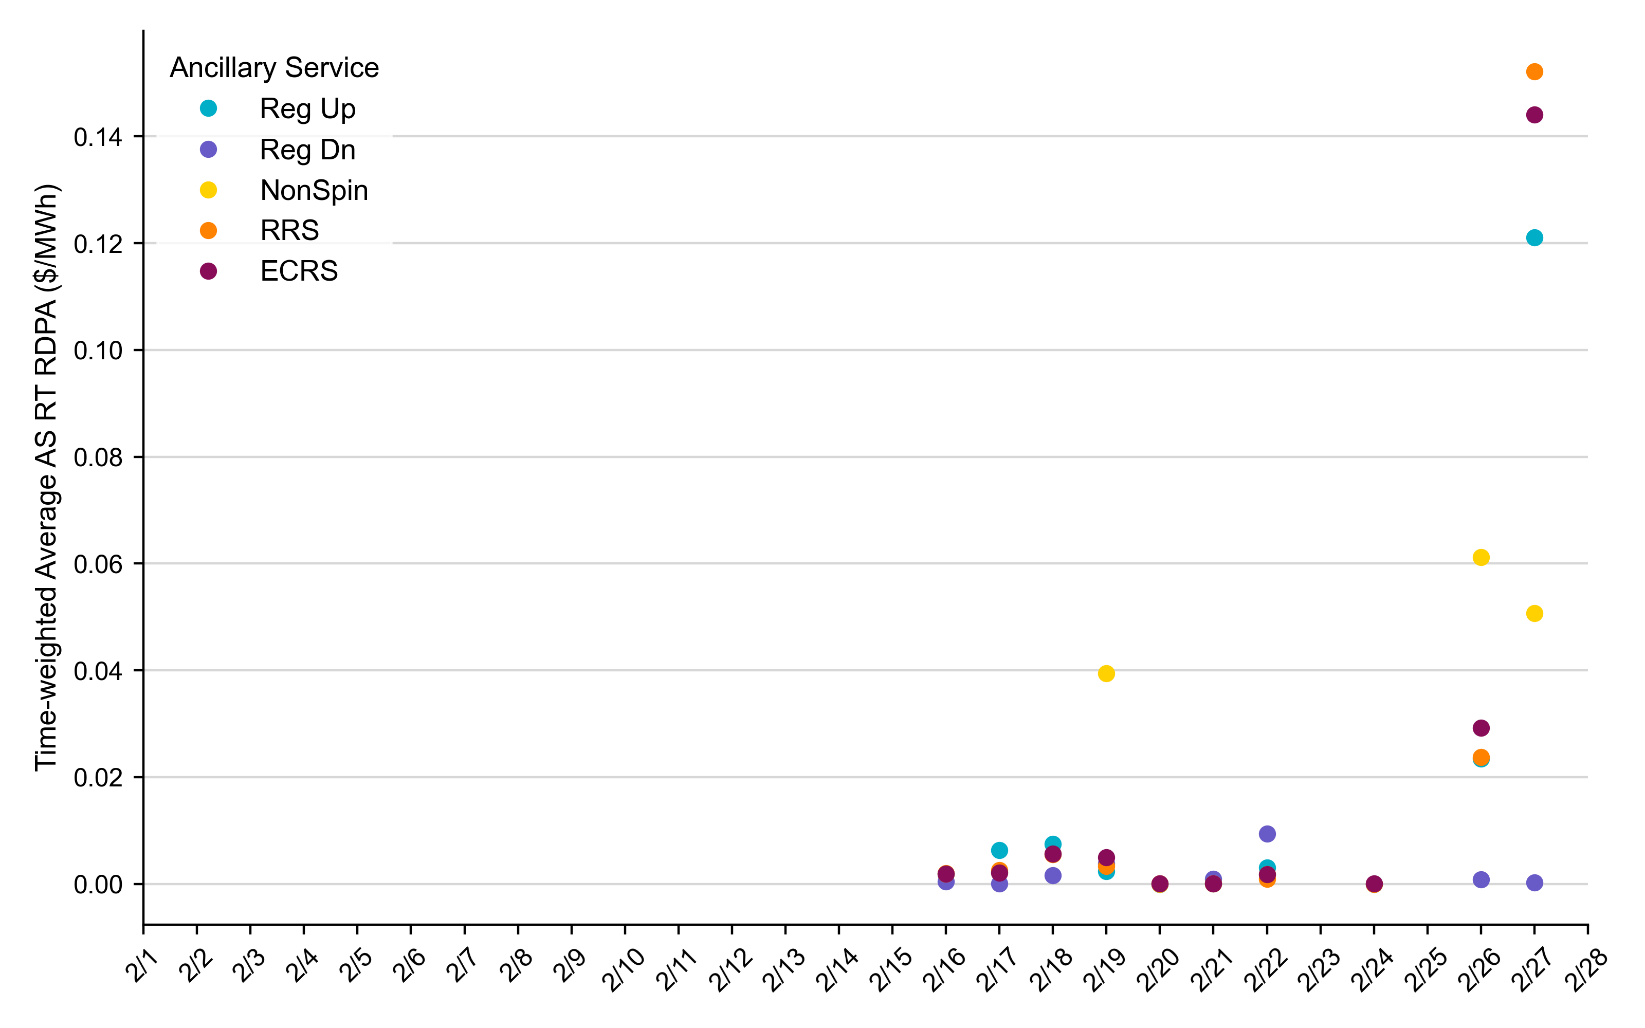 Ancillary Service
Reg Up
Reg Dn
NonSpin
RRS
ECRS
Time-weighted Average AS RT RDPA ($/MWh)
0.14
0.12
0.10
0.08
0.06
0.04
0.02
0.00
2/1 2/2 2/3 2/4 2/5 2/6 2/7 2/8 2/9 2/10 2/11 2/12 2/13 2/14 2/15 2/16 2/17 2/18 2/19 2/20 2/21 2/22 2/23 2/24 2/25 2/26 2/27 2/28